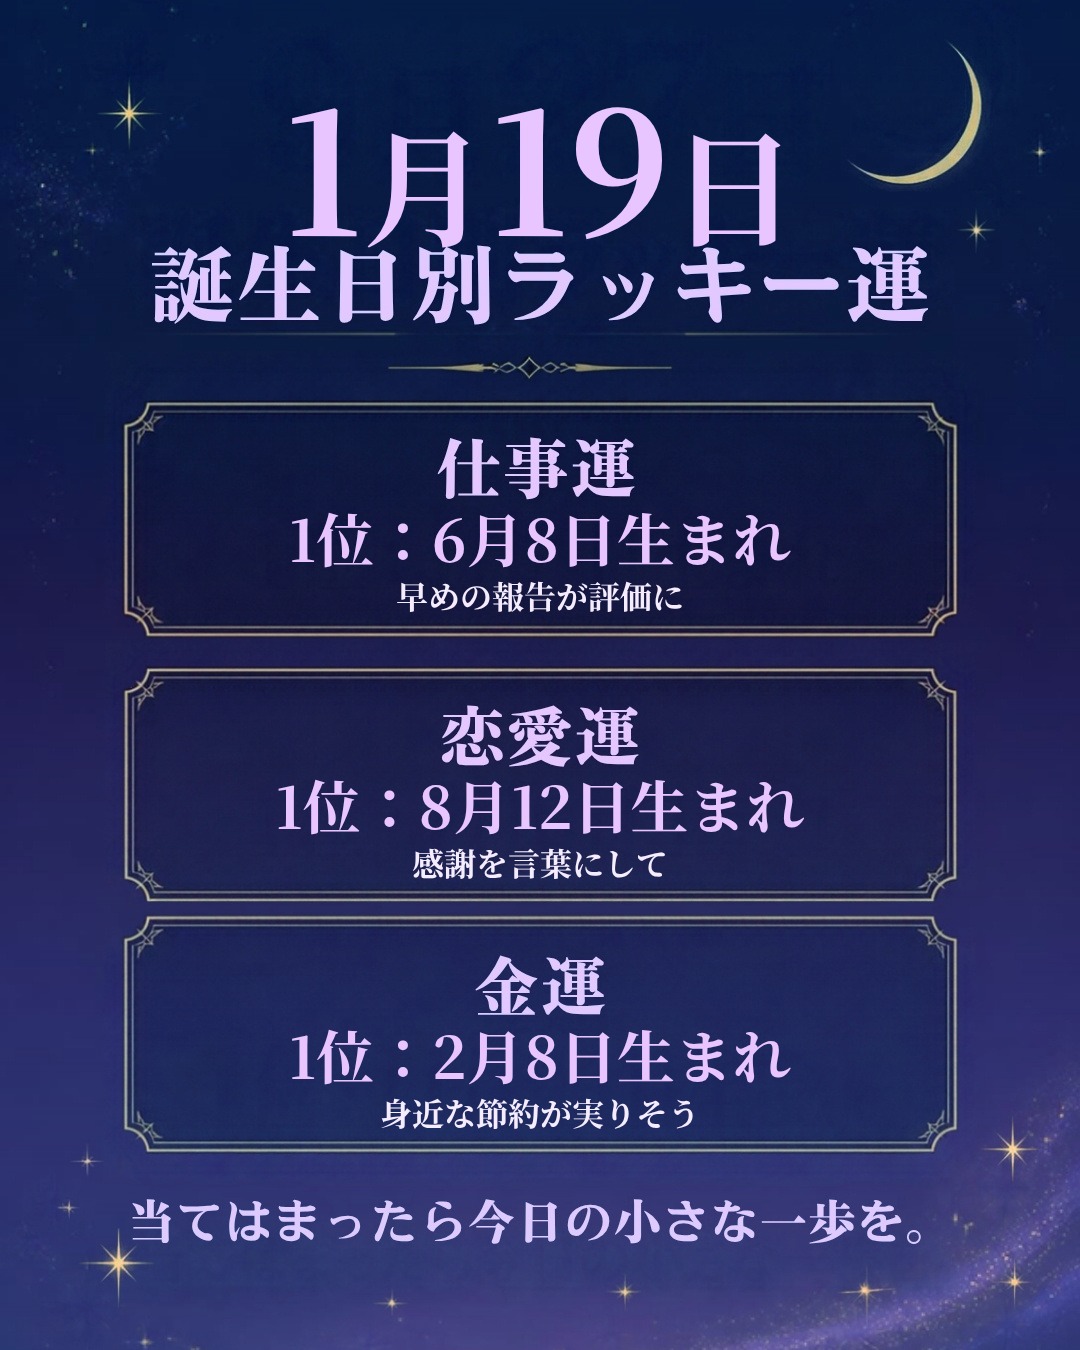 1月19日
誕生日別ラッキー運
仕事運
1位：6月8日生まれ
早めの報告が評価に
恋愛運
1位：8月12日生まれ
感謝を言葉にして
金運
1位：2月8日生まれ
身近な節約が実りそう
当てはまったら今日の小さな一歩を。